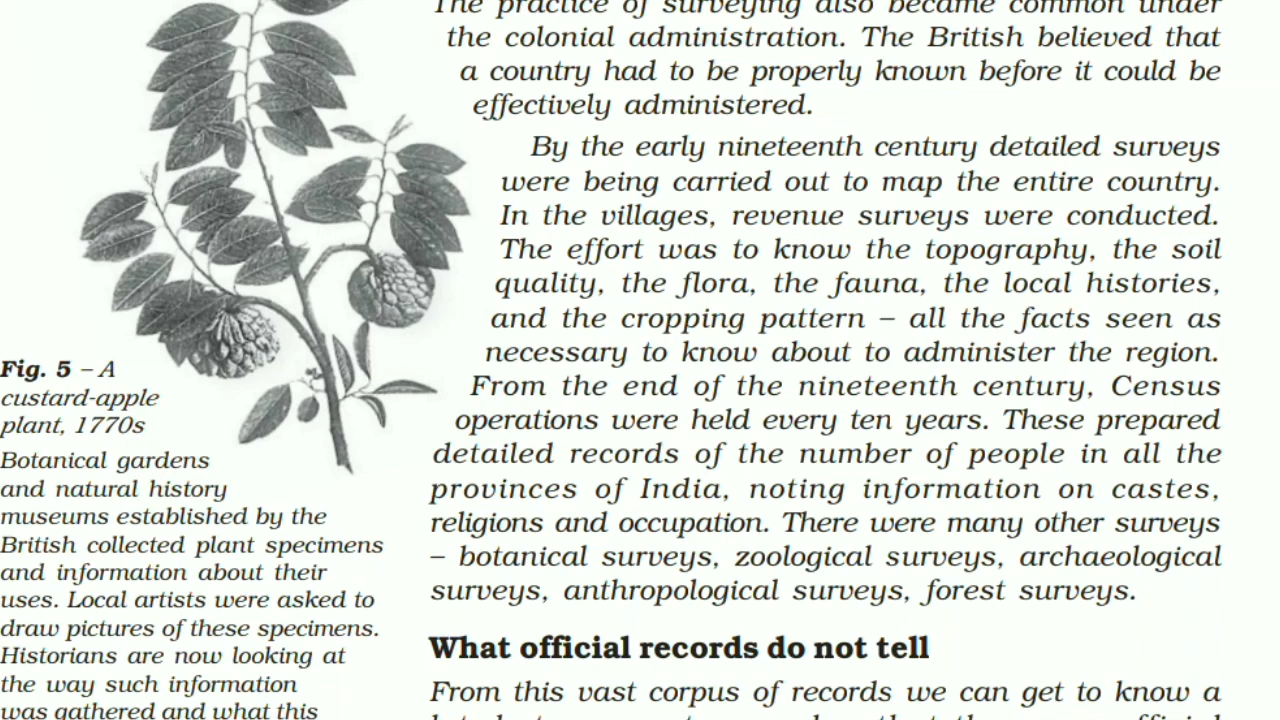 The practice of surveying also became common under
the colonial administration. The British believed that
a country had to be properly known before it could be
effectively administered.
By the early nineteenth century detailed surveys
were being carried out to map the entire country.
In the villages, revenue surveys were conducted.
The effort was to know the topography, the soil
quality, the flora, the fauna, the local histories,
and the cropping pattern – all the facts seen as
necessary to know about to administer the region.
From the end of the nineteenth century, Census
operations were held every ten years. These prepared
detailed records of the number of people in all the
provinces of India, noting information on castes,
religions and occupation. There were many other surveys
– botanical surveys, zoological surveys, archaeological
surveys, anthropological surveys, forest surveys.
What official records do not tell
From this vast corpus of records we can get to know a
Fig. 5 – A
custard-apple
plant, 1770s
Botanical gardens
and natural history
museums established by the
British collected plant specimens
and information about their
uses. Local artists were asked to
draw pictures of these specimens.
Historians are now looking at
the way such information
was gathered and what this